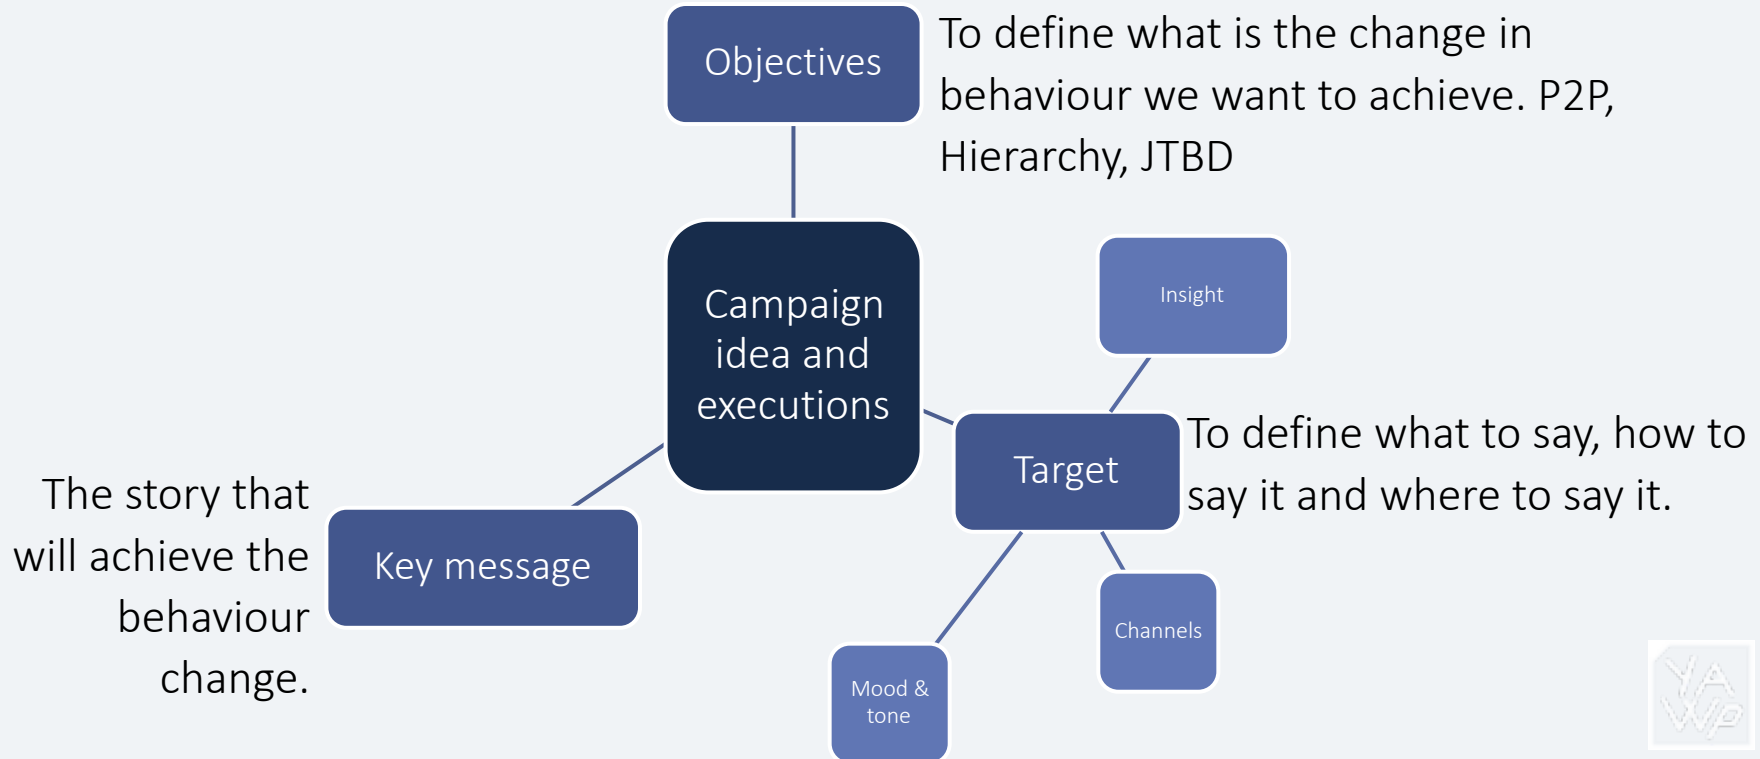 Objectives
To define what is the change in
behaviour we want to achieve. P2P,
Hierarchy, JTBD
Campaign
idea and
executions
Insight
Target
To define what to say, how to
say it and where to say it.
The story that
will achieve the
behaviour
change.
Key message
Channels
Mood &
tone
YA
WP